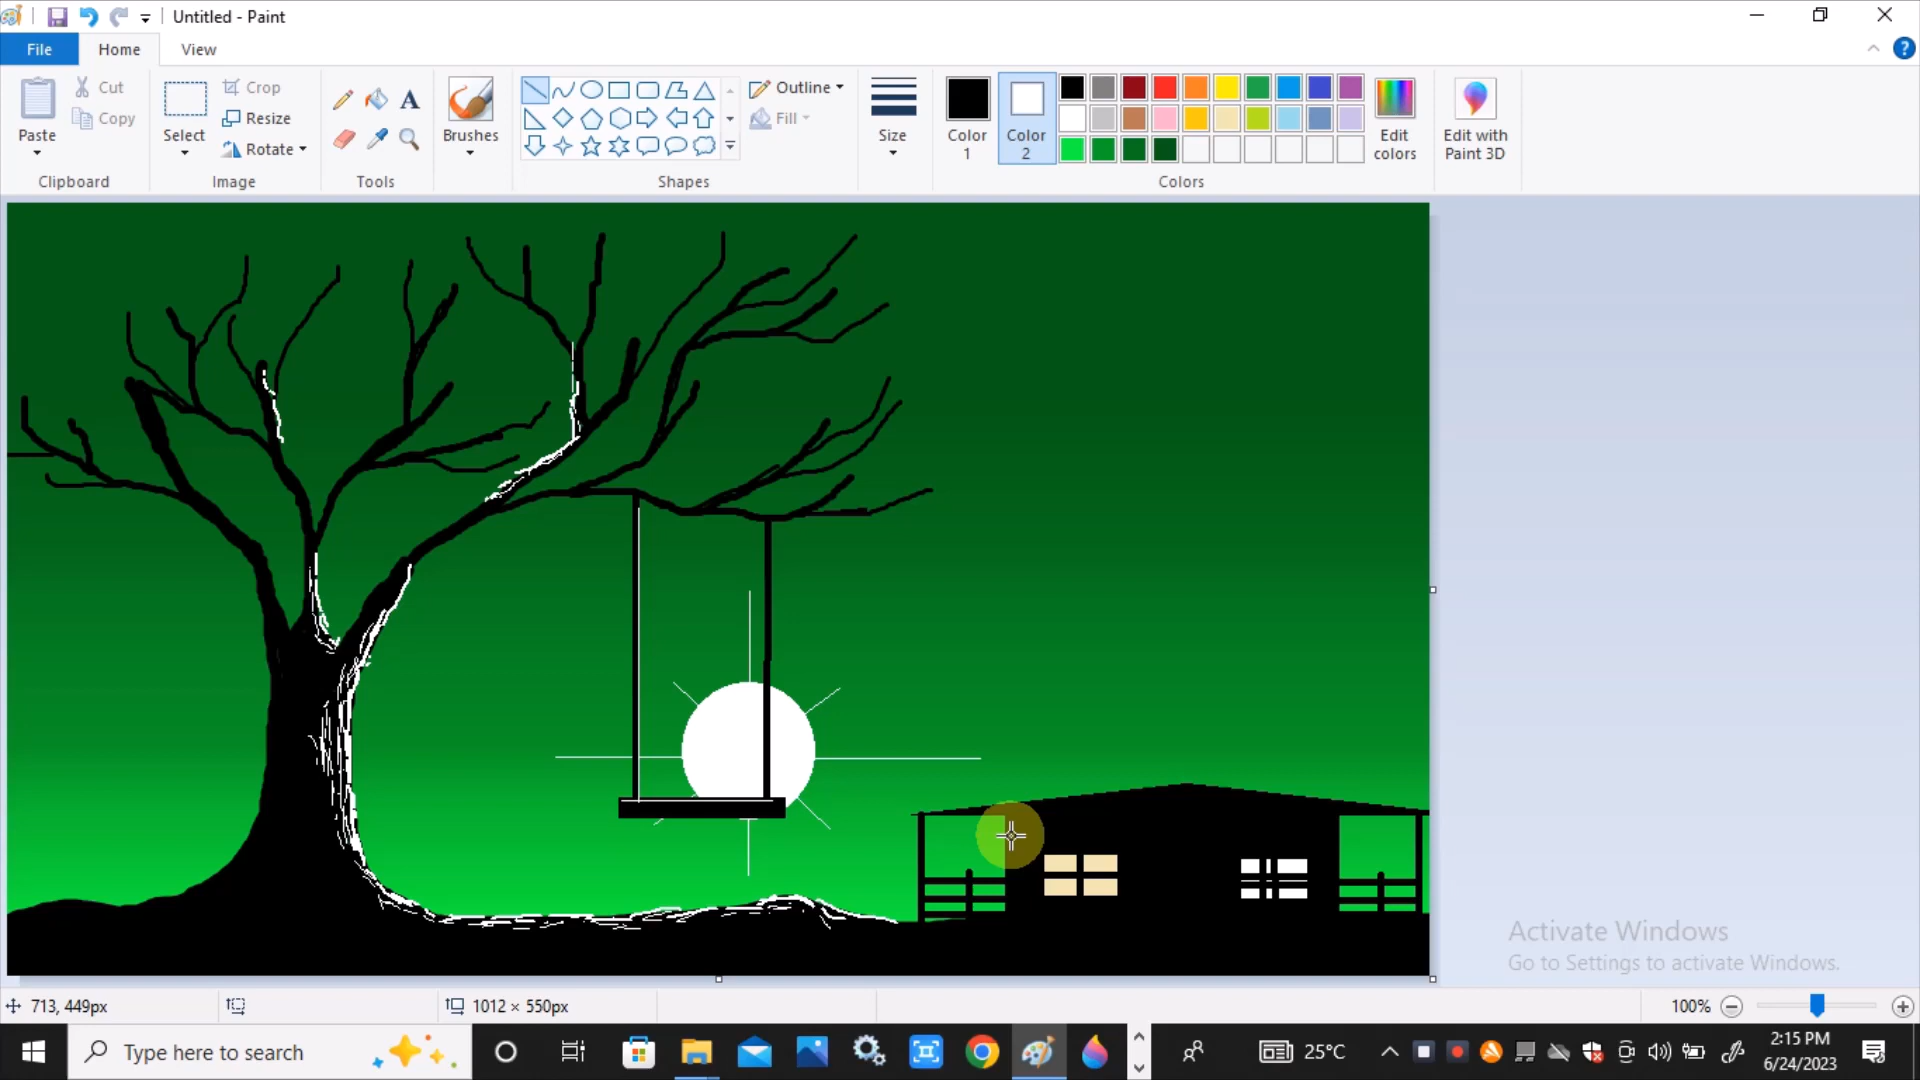 Untitled - Paint
File Home View
Paste
Cut
Copy
Clipboard
Select
Crop
Resize
Rotate
Image
A
Tools
Brushes
Outline
Fill
Shapes
Size
Color 1
Color 2
Edit colors
Edit with Paint 3D
Colors
Activate Windows
Go to Settings to activate Windows.
713, 449px
1012 × 550px
100%
Type here to search
25°C
2:15 PM
6/24/2023